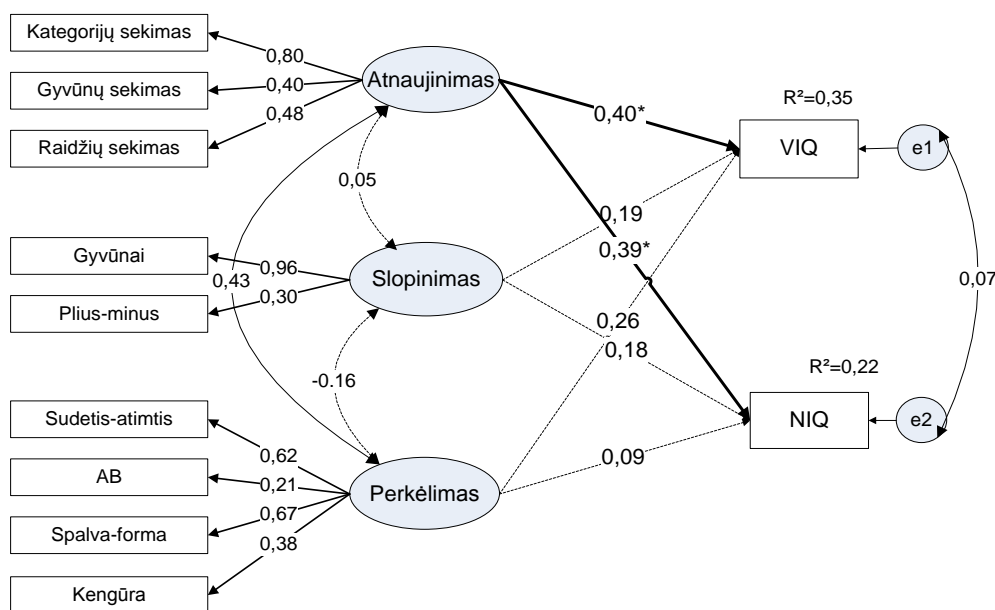 Kategorijų sekimas
Gyvūnų sekimas
Raidžių sekimas
0,80
0,40
0,48
Atnaujinimas
0,40*
R²=0,35
VIQ
e1
0,05
0,19
0,39*
Gyvūnai
Plius-minus
0,96
0,30
0,43
Slopinimas
0,07
0,26
0,18
-0.16
R²=0,22
NIQ
e2
0,09
Sudetis-atimtis
AB
Spalva-forma
Kengūra
0,62
0,21
0,67
0,38
Perkėlimas